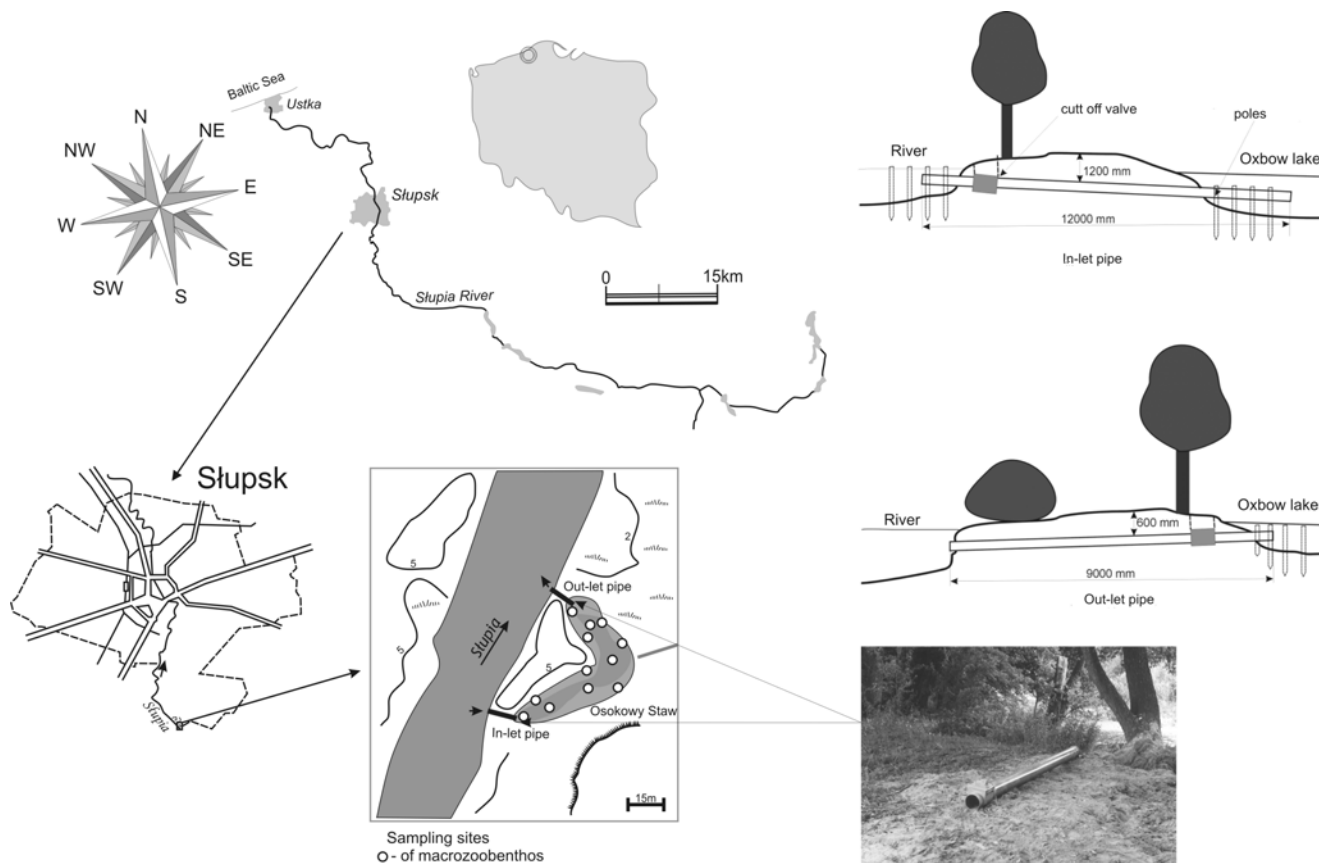 Baltic Sea
Ustka
N
NE
E
SE
S
SW
W
NW
Słupsk
Słupia River
0 15km
cutt off valve
poles
River
Oxbow lake
1200 mm
12000 mm
In-let pipe
River
Oxbow lake
600 mm
9000 mm
Out-let pipe
Słupsk
Słupia
5
2
5
Out-let pipe
Słupia
5
Osokowy Staw
In-let pipe
15m
Sampling sites
- of macrozoobenthos